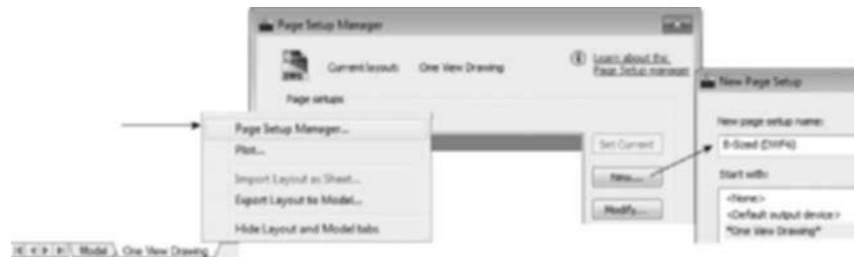 Page Setup Manager
Current layout: One View Drawing
Learn about the
Page Setup manager
Page setups
Page Setup Manager...
Plot...
Import Layout as Sheet...
Export Layout to Model...
Hide Layout and Model tabs
Set Current
New...
Modify...
New Page Setup
New page setup name:
B-Sized (DWF6)
Start with:
<None>
<Default output device>
*One View Drawing*
Model
One View Drawing